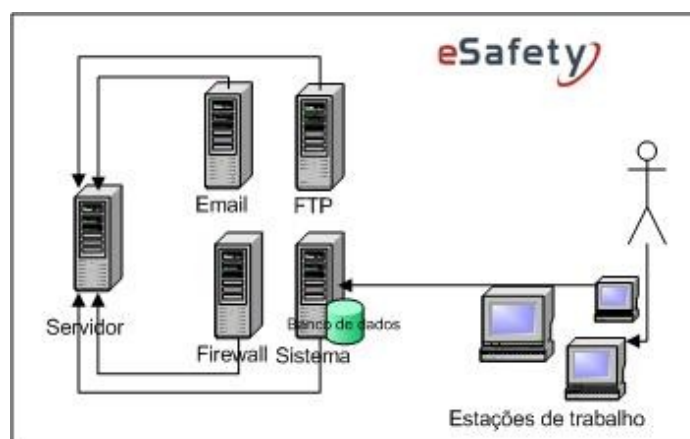 eSafety
Email
FTP
Servidor
Banco de dados
Firewall
Sistema
Estações de trabalho